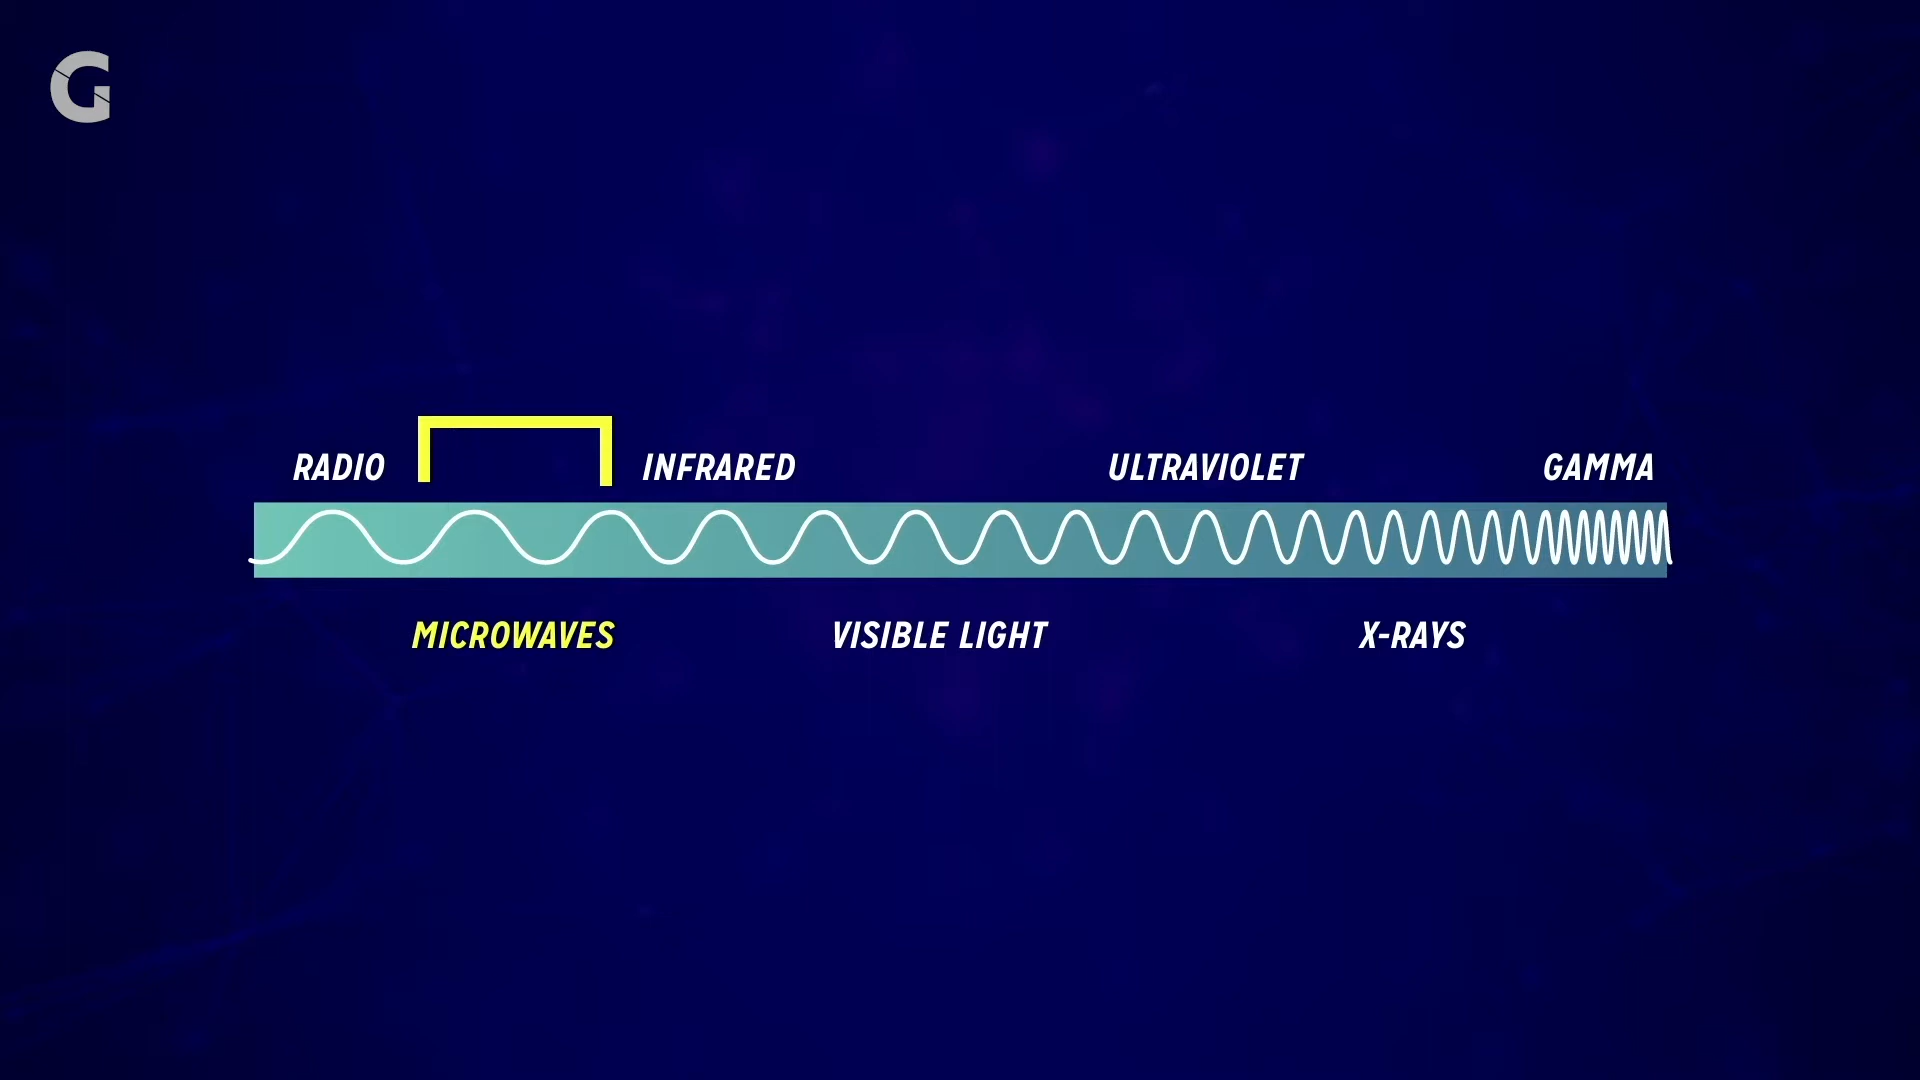 G
RADIO
INFRARED
ULTRAVIOLET
GAMMA
MICROWAVES
VISIBLE LIGHT
X-RAYS